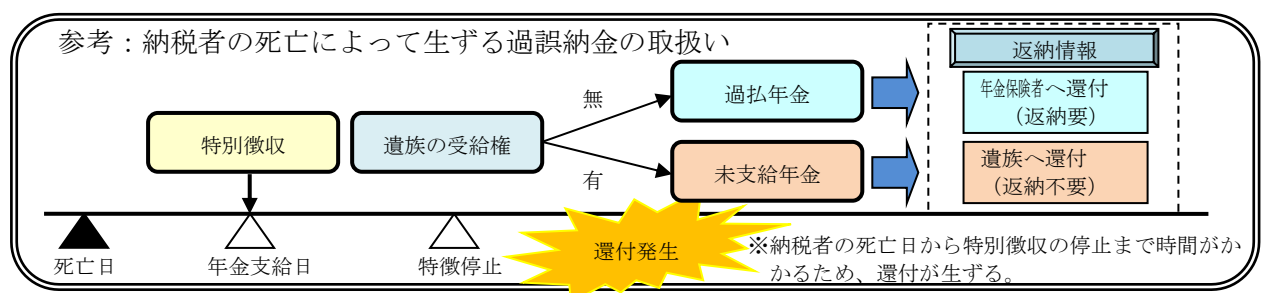 参考：納税者の死亡によって生ずる過誤納金の取扱い
返納情報
無
過払年金
年金保険者へ還付
（返納要）
特別徴収
遺族の受給権
有
未支給年金
遺族へ還付
（返納不要）
死亡日
年金支給日
特徴停止
還付発生
※納税者の死亡日から特別徴収の停止まで時間がか
かるため、還付が生ずる。